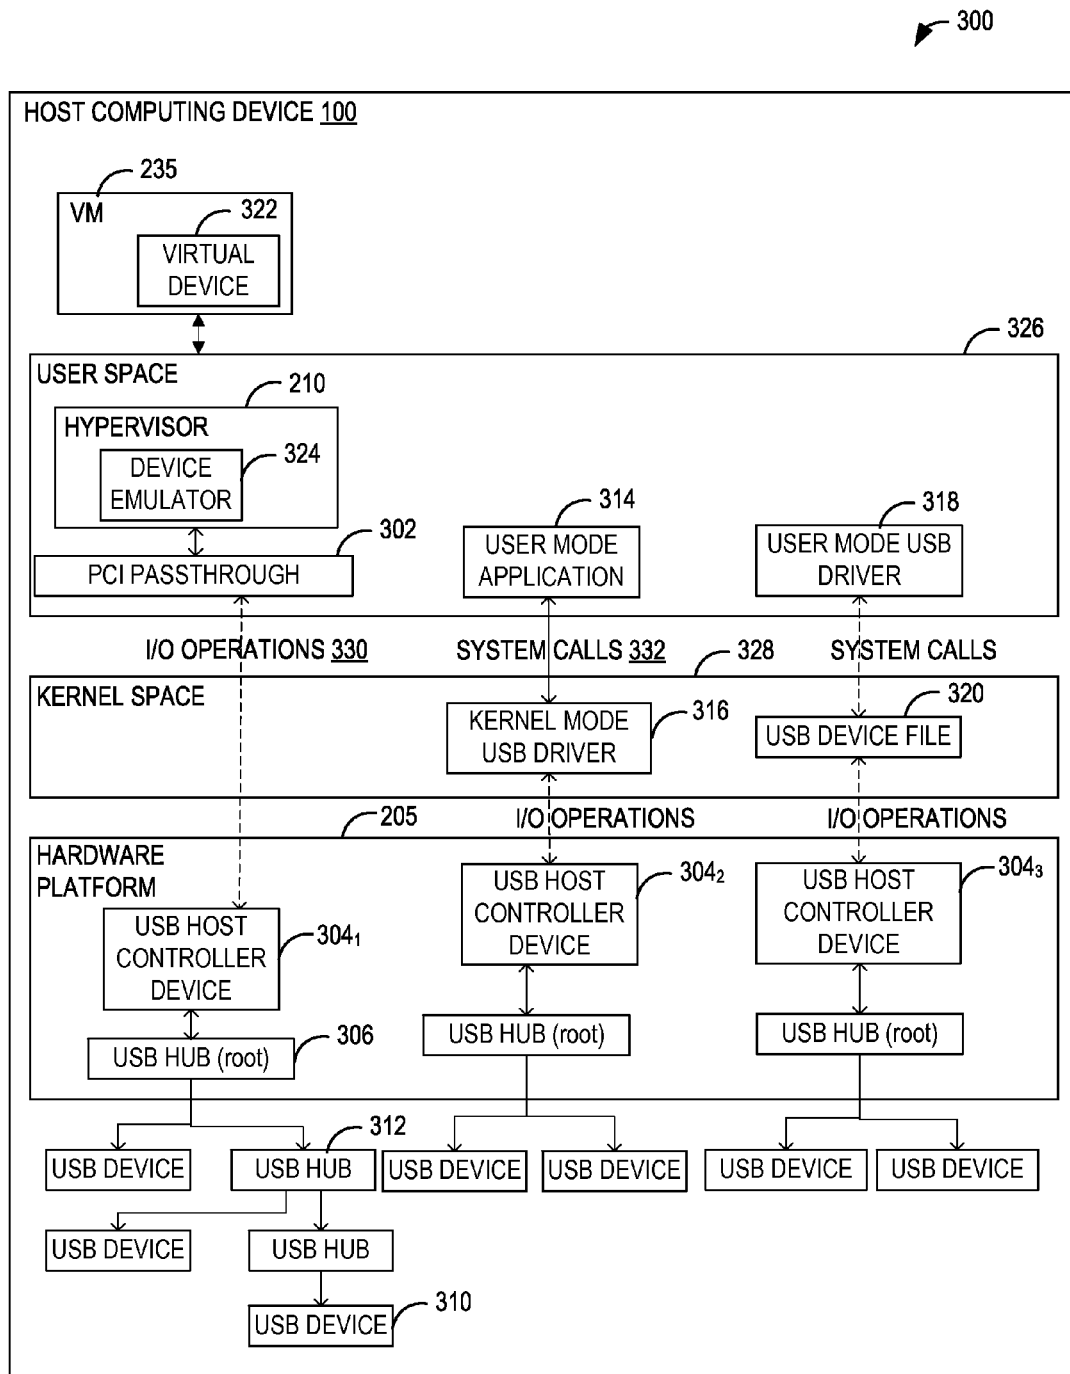 300
HOST COMPUTING DEVICE 100
235
VM
322
VIRTUAL
DEVICE
326
USER SPACE
210
HYPERVISOR
324
DEVICE
EMULATOR
302
PCI PASSTHROUGH
314
USER MODE
APPLICATION
318
USER MODE USB
DRIVER
I/O OPERATIONS 330
SYSTEM CALLS 332
328
SYSTEM CALLS
KERNEL SPACE
316
KERNEL MODE
USB DRIVER
320
USB DEVICE FILE
205
I/O OPERATIONS
I/O OPERATIONS
HARDWARE
PLATFORM
USB HOST
CONTROLLER
DEVICE
304₁
USB HOST
CONTROLLER
DEVICE
304₂
USB HOST
CONTROLLER
DEVICE
304₃
USB HUB (root)
306
USB HUB (root)
USB HUB (root)
312
USB DEVICE
USB HUB
USB DEVICE
USB DEVICE
USB DEVICE
USB DEVICE
USB DEVICE
USB HUB
310
USB DEVICE